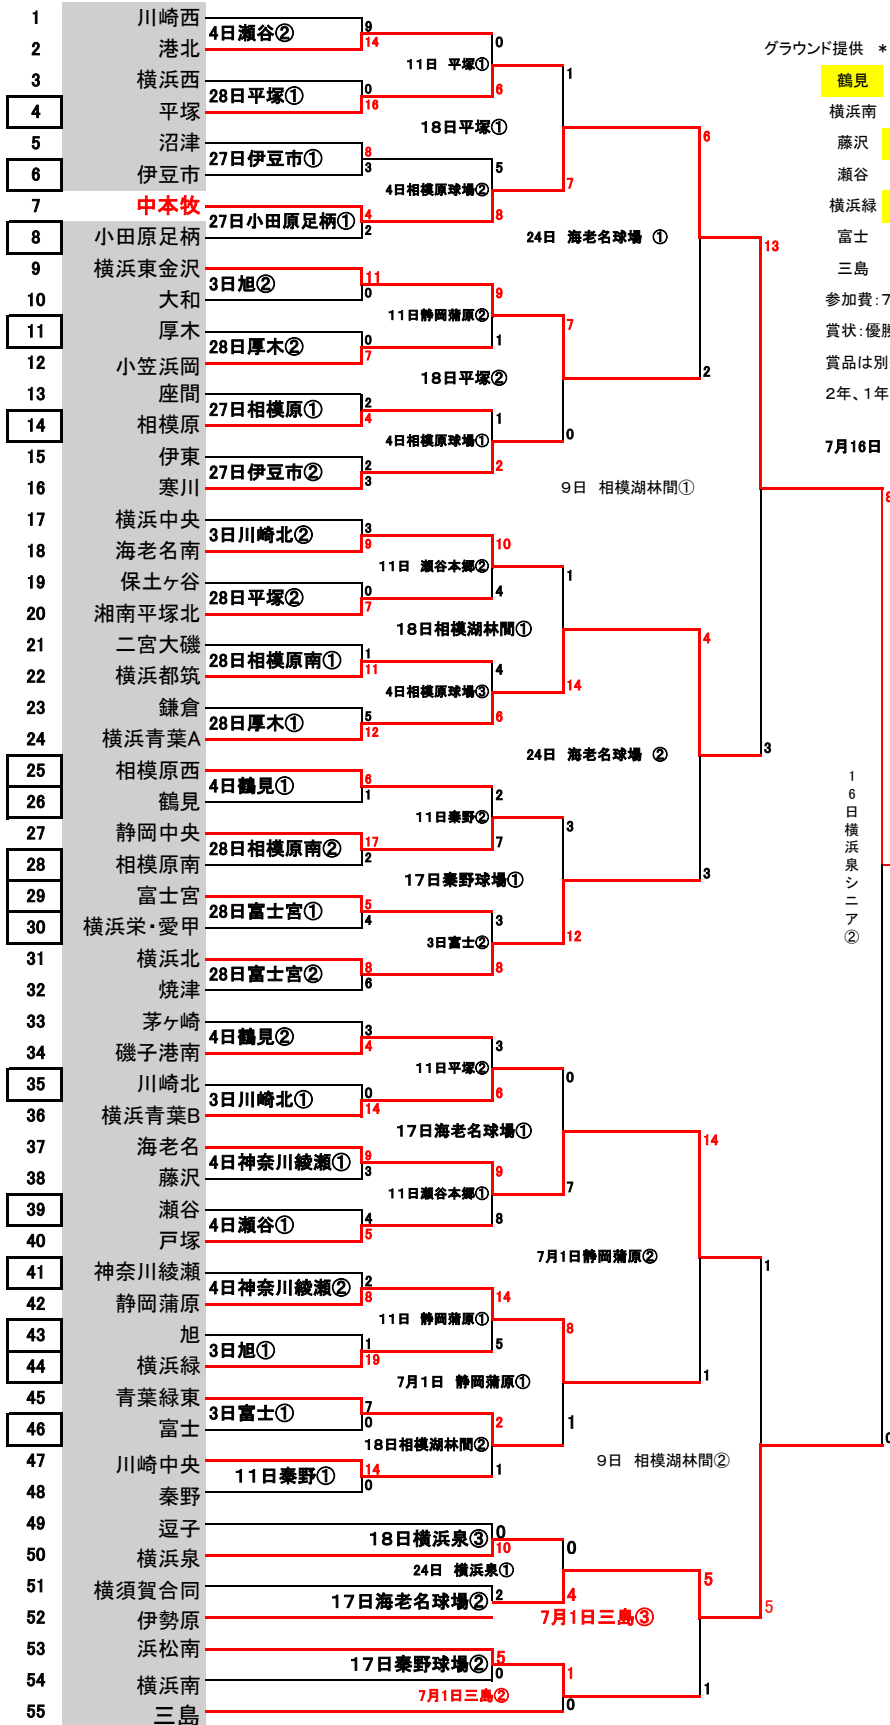 1 川崎西
2 港北
4日瀬谷②
9
14
3 横浜西
4 平塚
28日平塚①
0
16
11日 平塚①
0
6
5 沼津
6 伊豆市
27日伊豆市①
8
3
7 中本牧
8 小田原足柄
27日小田原足柄①
4
2
4日相模原球場②
5
8
18日平塚①
1
7
9 横浜東金沢
10 大和
3日旭②
11
0
11 厚木
12 小笠浜岡
28日厚木②
0
7
11日静岡蒲原②
9
1
13 座間
14 相模原
27日相模原①
2
4
15 伊東
16 寒川
27日伊豆市②
2
3
4日相模原球場①
1
2
18日平塚②
7
0
24日 海老名球場 ①
6
2
17 横浜中央
18 海老名南
3日川崎北②
3
9
19 保土ヶ谷
20 湘南平塚北
28日平塚②
0
7
11日 瀬谷本郷②
10
4
21 二宮大磯
22 横浜都筑
28日相模原南①
1
11
23 鎌倉
24 横浜青葉A
28日厚木①
5
12
4日相模原球場③
4
6
18日相模湖林間①
1
14
25 相模原西
26 鶴見
4日鶴見①
6
1
27 静岡中央
28 相模原南
28日相模原南②
17
2
11日秦野②
2
7
29 富士宮
30 横浜栄・愛甲
28日富士宮①
5
4
31 横浜北
32 焼津
28日富士宮②
8
6
3日富士②
3
8
17日秦野球場①
3
12
24日 海老名球場 ②
4
3
9日 相模湖林間①
13
3
33 茅ヶ崎
34 磯子港南
4日鶴見②
3
4
35 川崎北
36 横浜青葉B
3日川崎北①
0
14
11日平塚②
3
6
37 海老名
38 藤沢
4日神奈川綾瀬①
9
3
39 瀬谷
40 戸塚
4日瀬谷①
4
5
11日瀬谷本郷①
9
8
17日海老名球場①
0
7
41 神奈川綾瀬
42 静岡蒲原
4日神奈川綾瀬②
2
8
43 旭
44 横浜緑
3日旭①
1
19
11日 静岡蒲原①
14
5
45 青葉緑東
46 富士
3日富士①
7
0
47 川崎中央
48 秦野
11日秦野①
14
0
18日相模湖林間②
2
1
7月1日 静岡蒲原①
8
1
7月1日静岡蒲原②
14
1
49 逗子
50 横浜泉
18日横浜泉③
0
10
51 横須賀合同
52 伊勢原
17日海老名球場②
2
24日 横浜泉①
0
4
53 浜松南
54 横浜南
17日秦野球場②
5
0
55 三島
7月1日三島②
1
0
7月1日三島③
5
1
9日 相模湖林間②
1
5
16日横浜泉シニア②
8
0
グラウンド提供 *
鶴見
横浜南
藤沢
瀬谷
横浜緑
富士
三島
参加費:7
賞状:優勝
賞品は別
2年、1年
7月16日